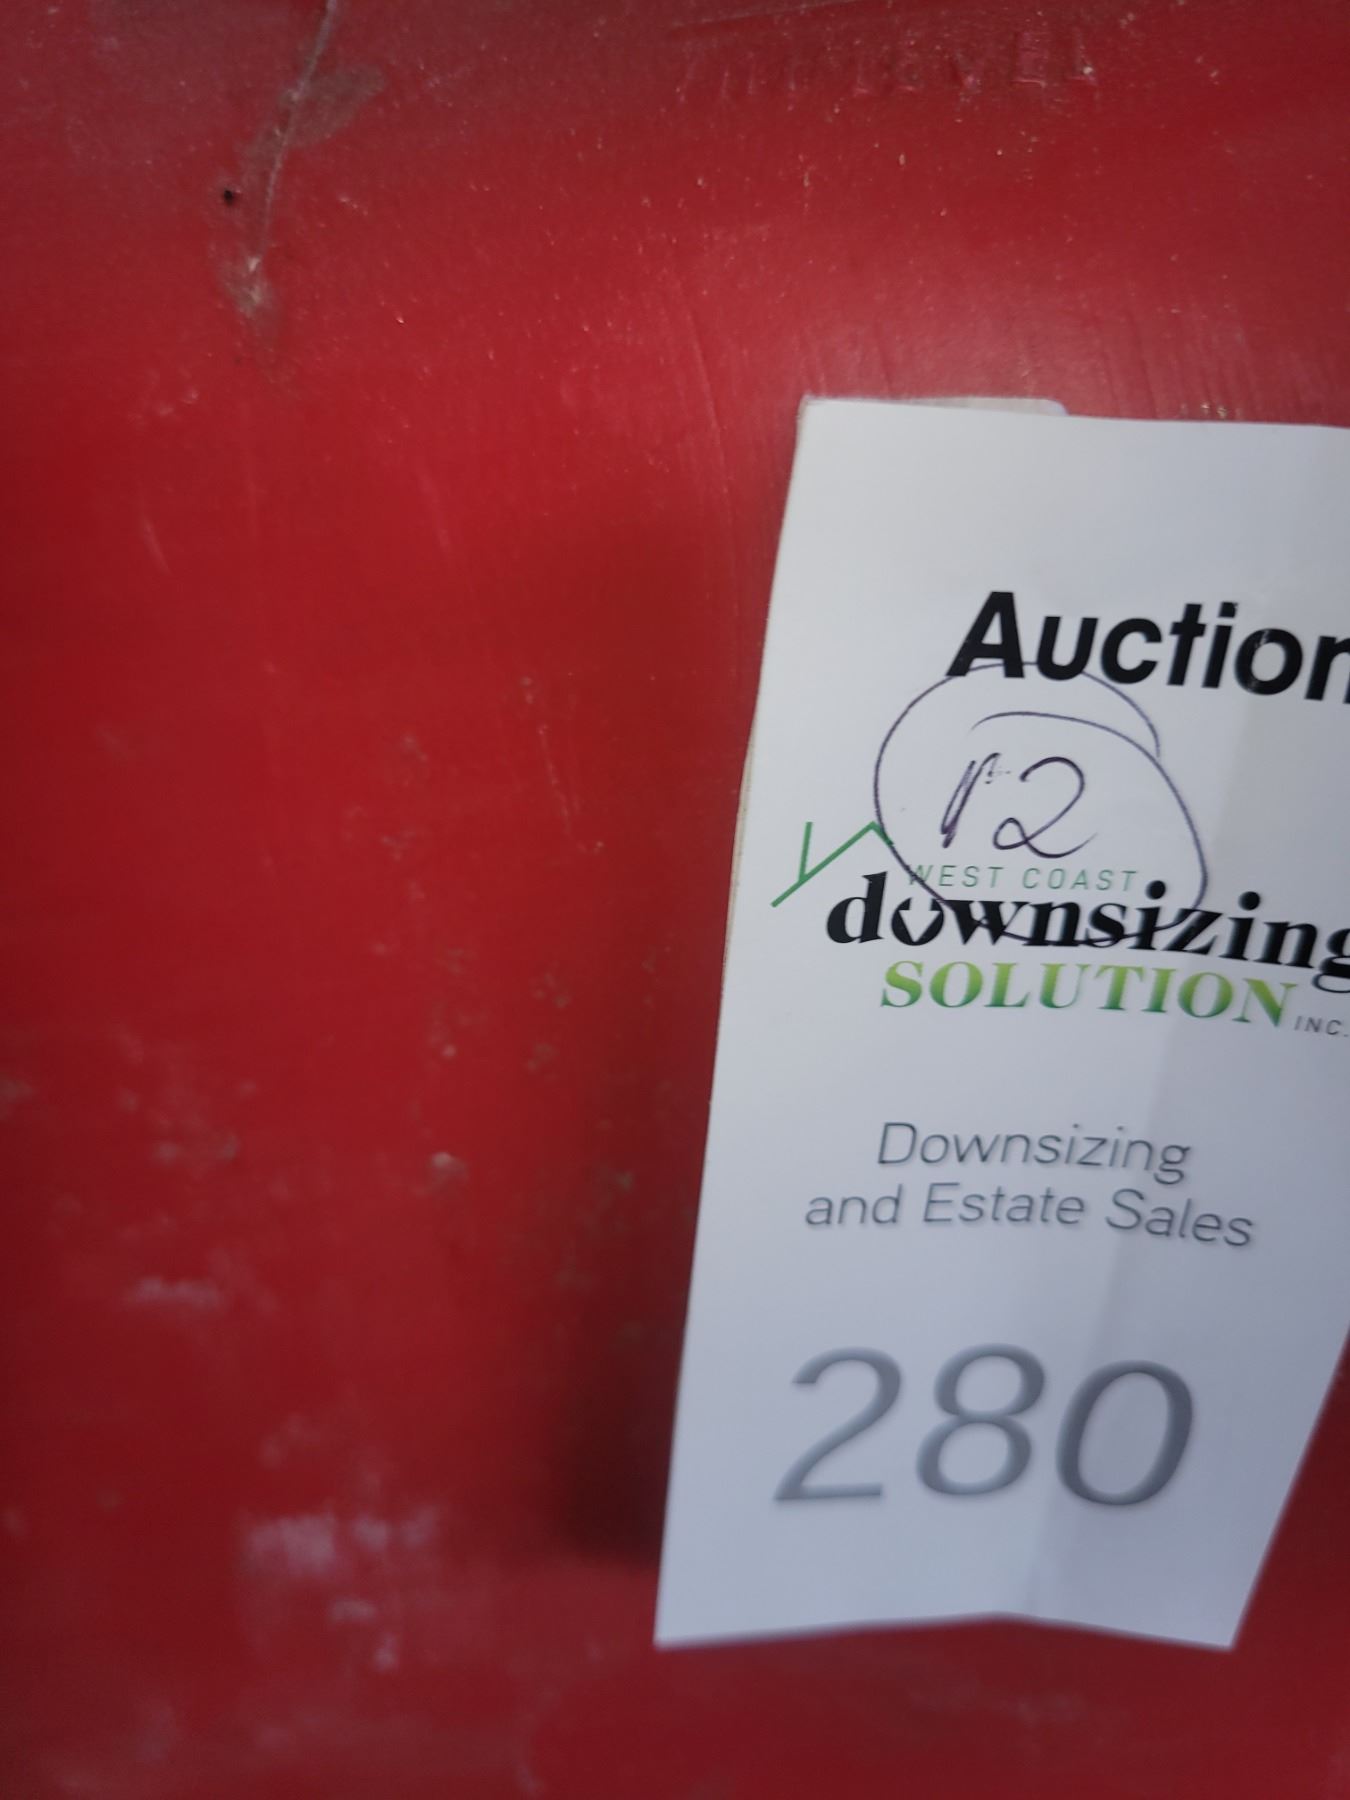 Auction
12
WEST COAST
downsizing
SOLUTION INC.
Downsizing
and Estate Sales
280